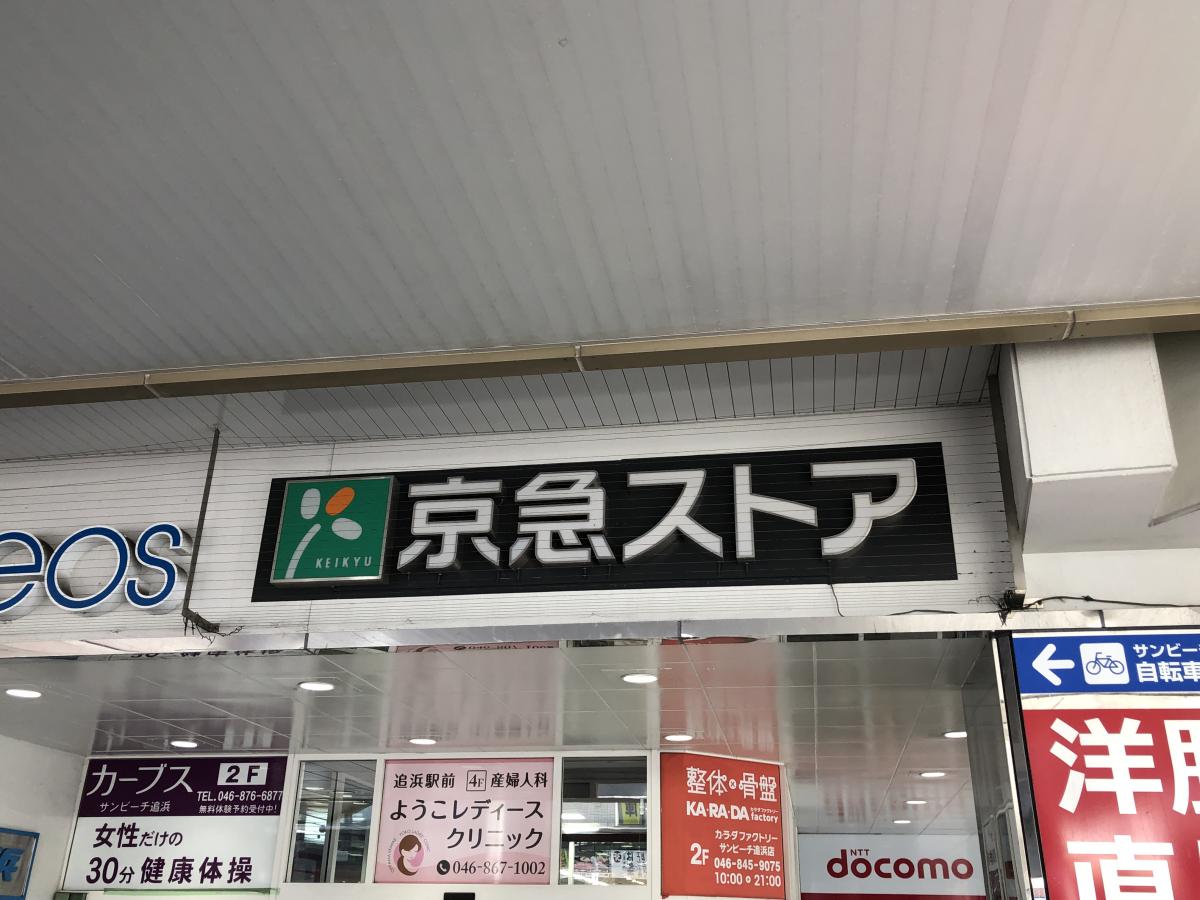 eos
KEIKYU
京急ストア
カーブス 2F
サンビーチ追浜
TEL.046-876-6877
無料体験予約受付中!
女性だけの
30分健康体操
追浜駅前 4F 産婦人科
ようこレディース
クリニック
046-867-1002
整体×骨盤
KA・RA・DA factory
カラダファクトリー
サンビーチ追浜店
2F 046-845-9075
10:00 21:00
NTT
docomo
サンビー
自転車
洋服
直